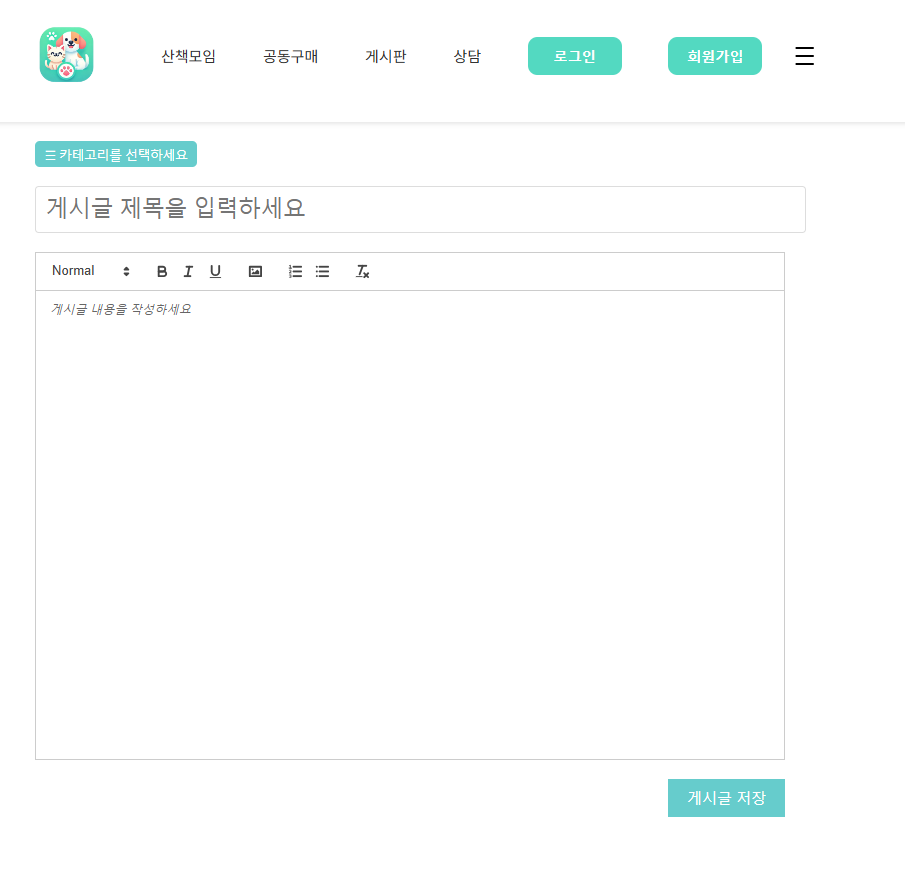 산책모임 공동구매 게시판 상담 로그인 회원가입
카테고리를 선택하세요
게시글 제목을 입력하세요
Normal B I U
게시글 내용을 작성하세요
게시글 저장